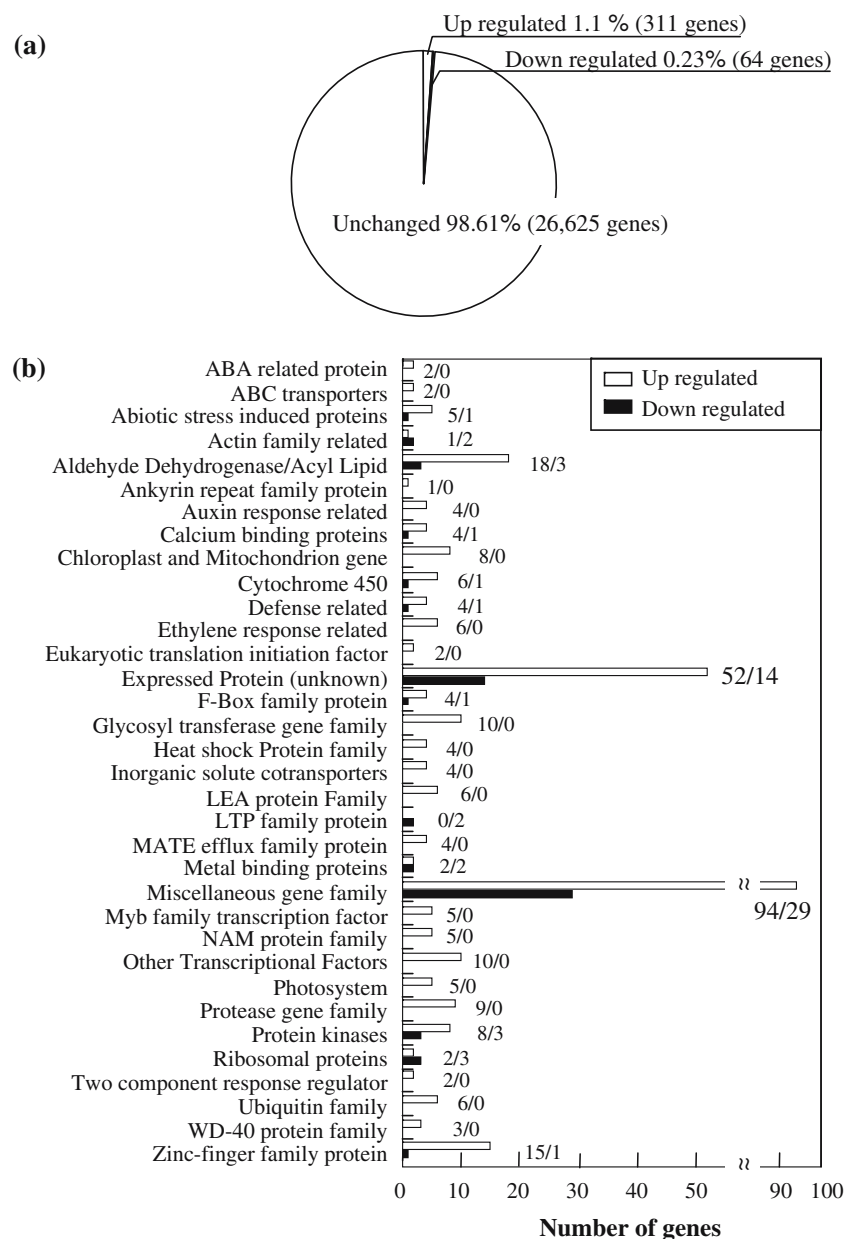 (a)
Up regulated 1.1 % (311 genes)
Down regulated 0.23% (64 genes)
Unchanged 98.61% (26,625 genes)
(b)
Up regulated
Down regulated
ABA related protein 2/0
ABC transporters 2/0
Abiotic stress induced proteins 5/1
Actin family related 1/2
Aldehyde Dehydrogenase/Acyl Lipid 18/3
Ankyrin repeat family protein 1/0
Auxin response related 4/0
Calcium binding proteins 4/1
Chloroplast and Mitochondrion gene 8/0
Cytochrome 450 6/1
Defense related 4/1
Ethylene response related 6/0
Eukaryotic translation initiation factor 2/0
Expressed Protein (unknown) 52/14
F-Box family protein 4/1
Glycosyl transferase gene family 10/0
Heat shock Protein family 4/0
Inorganic solute cotransporters 4/0
LEA protein Family 6/0
LTP family protein 0/2
MATE efflux family protein 4/0
Metal binding proteins 2/2
Miscellaneous gene family 94/29
Myb family transcription factor 5/0
NAM protein family 5/0
Other Transcriptional Factors 10/0
Photosystem 5/0
Protease gene family 9/0
Protein kinases 8/3
Ribosomal proteins 2/3
Two component response regulator 2/0
Ubiquitin family 6/0
WD-40 protein family 3/0
Zinc-finger family protein 15/1
0 10 20 30 40 50 90 100
Number of genes